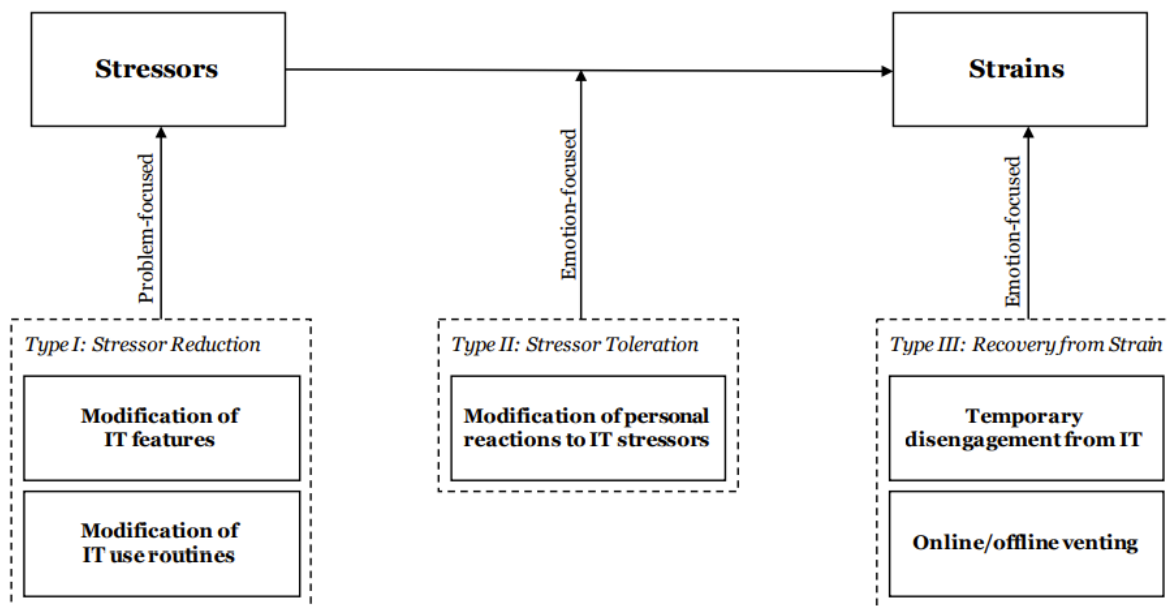 Stressors
Strains
Problem-focused
Emotion-focused
Emotion-focused
Type I: Stressor Reduction
Modification of
IT features
Modification of
IT use routines
Type II: Stressor Toleration
Modification of personal
reactions to IT stressors
Type III: Recovery from Strain
Temporary
disengagement from IT
Online/offline venting